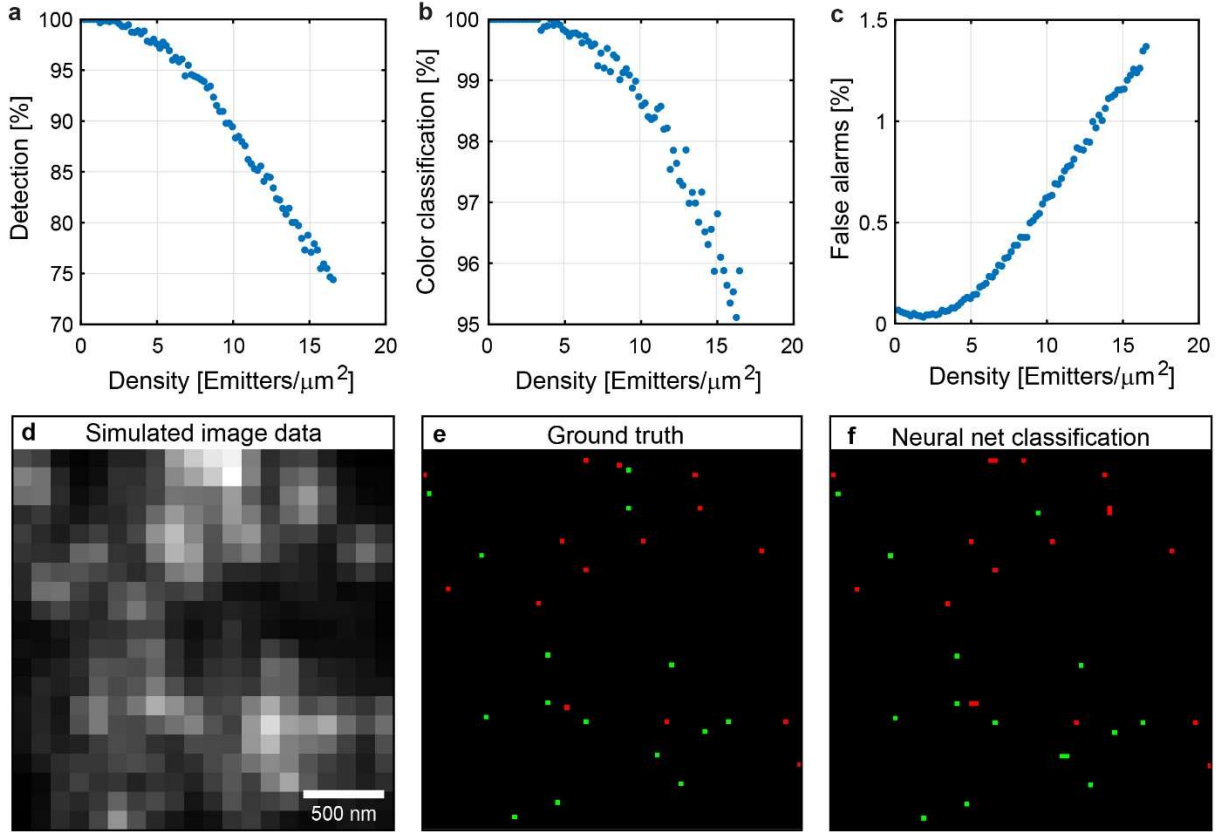 a
100
95
90
85
80
75
70
Detection [%]
0 5 10 15 20
Density [Emitters/μm²]
b
100
99
98
97
96
95
Color classification [%]
0 5 10 15 20
Density [Emitters/μm²]
c
1
0.5
0
False alarms [%]
0 5 10 15 20
Density [Emitters/μm²]
d Simulated image data
500 nm
e Ground truth
f Neural net classification